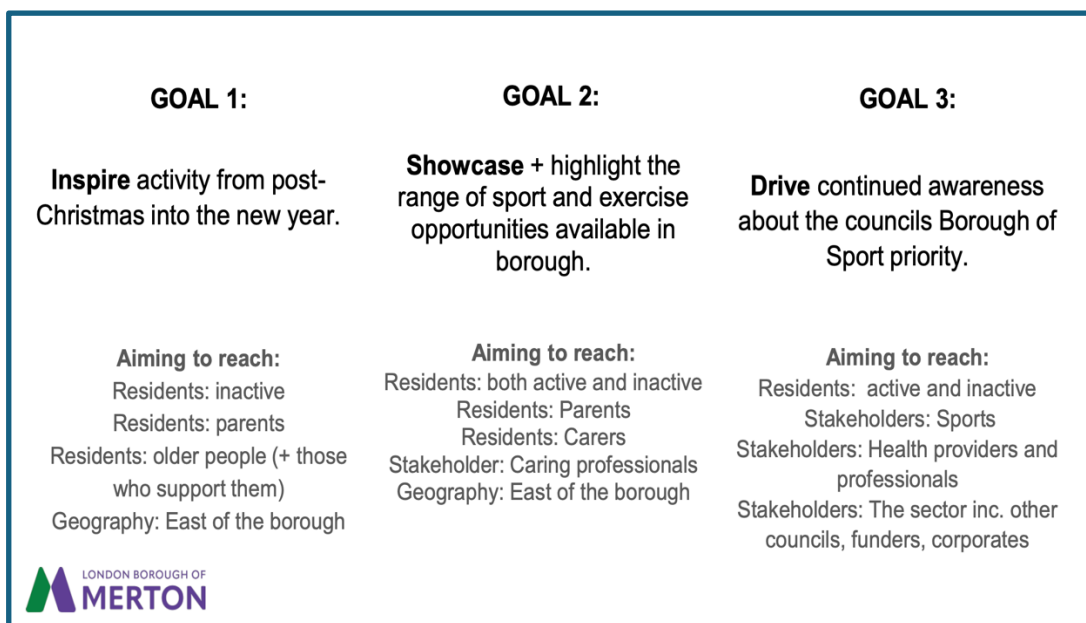 GOAL 1:
Inspire activity from post-
Christmas into the new year.
Aiming to reach:
Residents: inactive
Residents: parents
Residents: older people (+ those
who support them)
Geography: East of the borough
GOAL 2:
Showcase + highlight the
range of sport and exercise
opportunities available in
borough.
Aiming to reach:
Residents: both active and inactive
Residents: Parents
Residents: Carers
Stakeholder: Caring professionals
Geography: East of the borough
GOAL 3:
Drive continued awareness
about the councils Borough of
Sport priority.
Aiming to reach:
Residents: active and inactive
Stakeholders: Sports
Stakeholders: Health providers and
professionals
Stakeholders: The sector inc. other
councils, funders, corporates
LONDON BOROUGH OF
MERTON